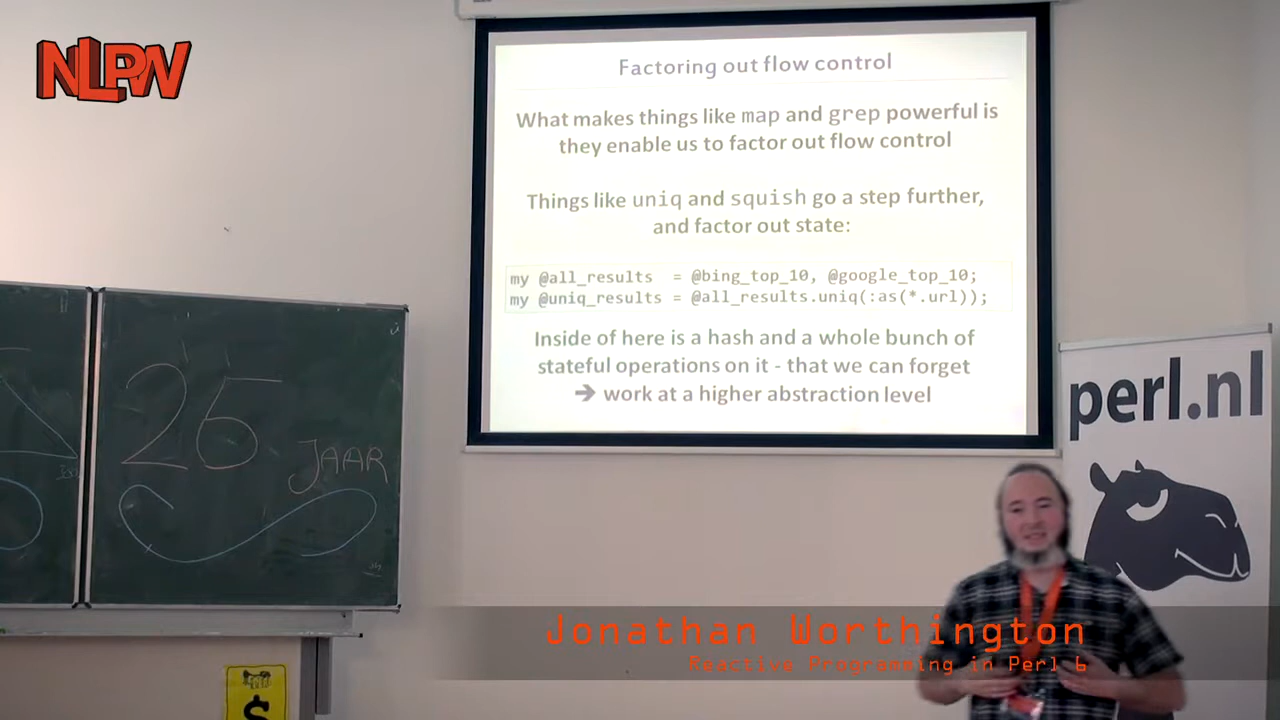 NLPW
Factoring out flow control
What makes things like map and grep powerful is
they enable us to factor out flow control
Things like uniq and squish go a step further,
and factor out state:
my @all_results = @bing_top_10, @google_top_10;
my @uniq_results = @all_results.uniq(:as(*.url));
Inside of here is a hash and a whole bunch of
stateful operations on it - that we can forget
➔ work at a higher abstraction level
25
JAAR
perl.nl
Jonathan Worthington
Reactive Programming in Perl 6
$